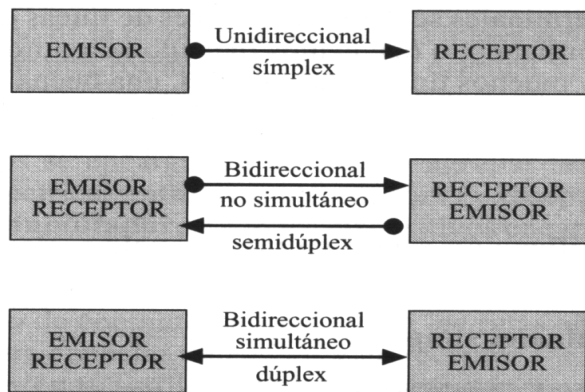 EMISOR
Unidireccional
símplex
RECEPTOR
EMISOR
RECEPTOR
Bidireccional
no simultáneo
semidúplex
RECEPTOR
EMISOR
EMISOR
RECEPTOR
Bidireccional
simultáneo
dúplex
RECEPTOR
EMISOR